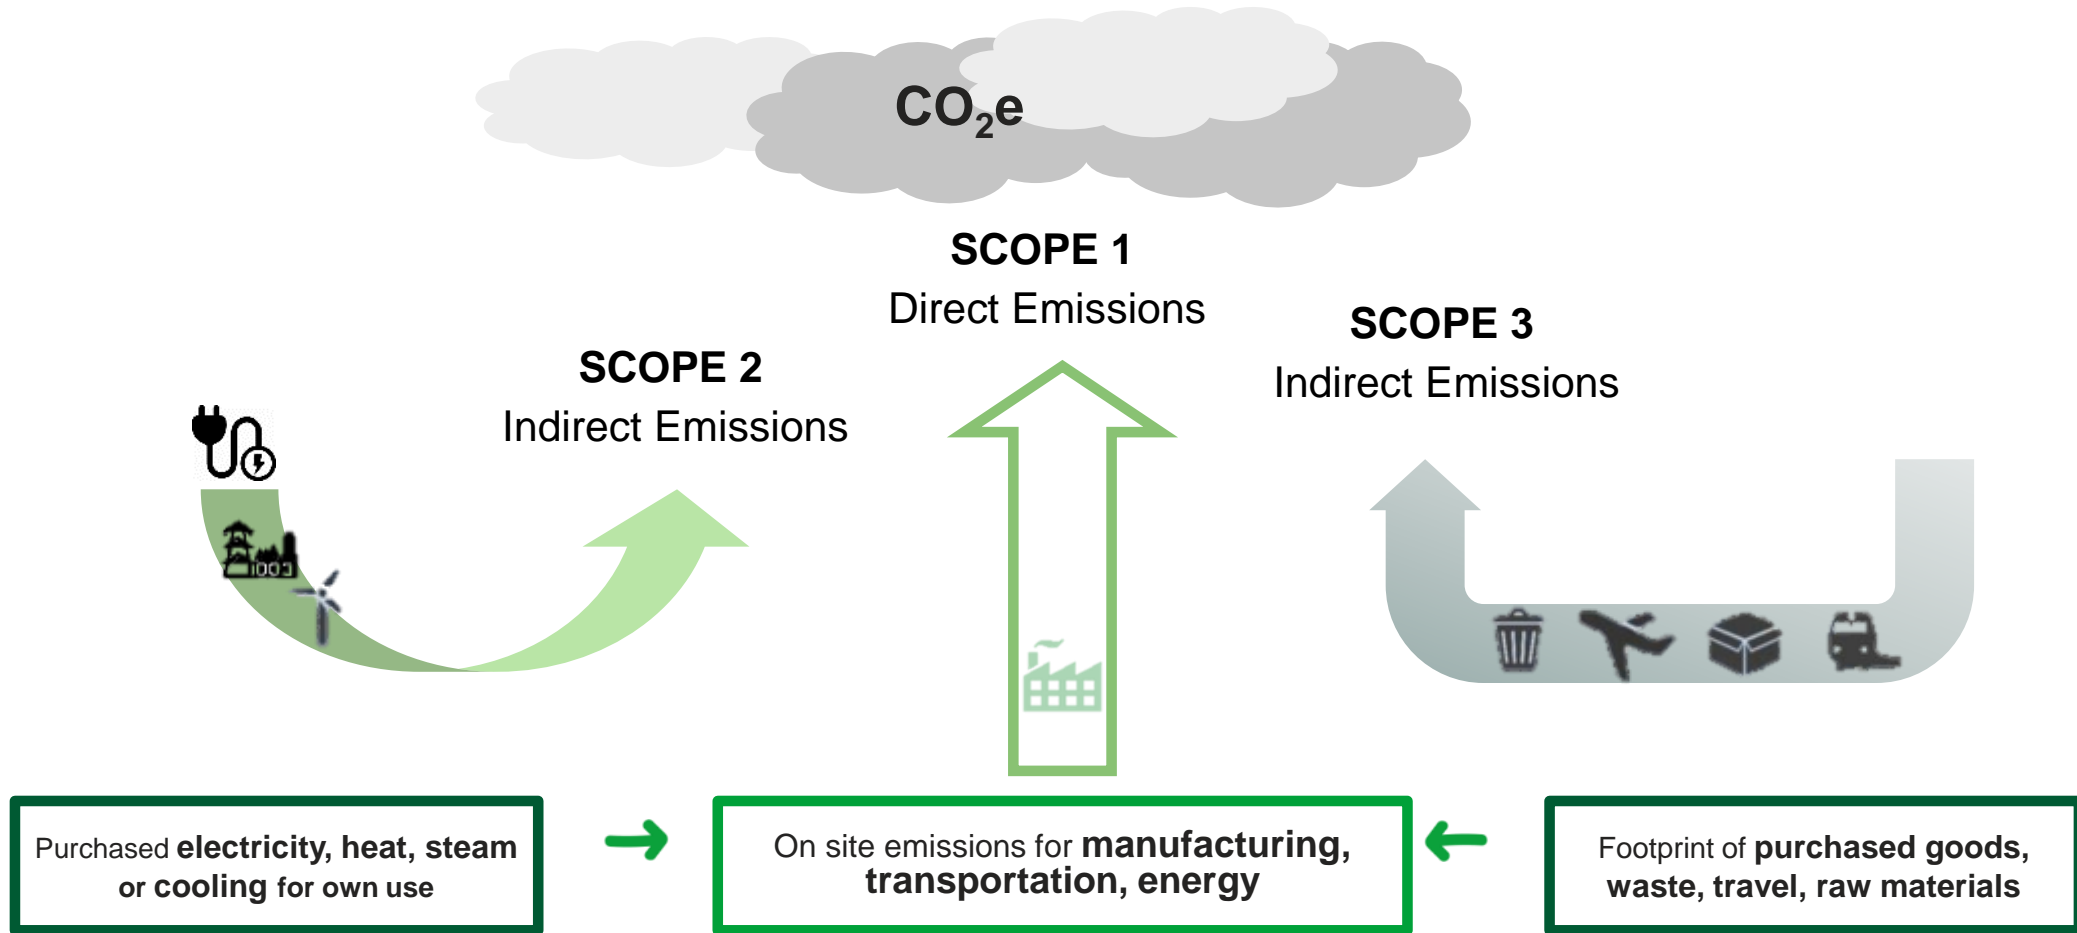 CO₂e
SCOPE 1
Direct Emissions
SCOPE 3
Indirect Emissions
SCOPE 2
Indirect Emissions
Purchased electricity, heat, steam
or cooling for own use
On site emissions for manufacturing,
transportation, energy
Footprint of purchased goods,
waste, travel, raw materials